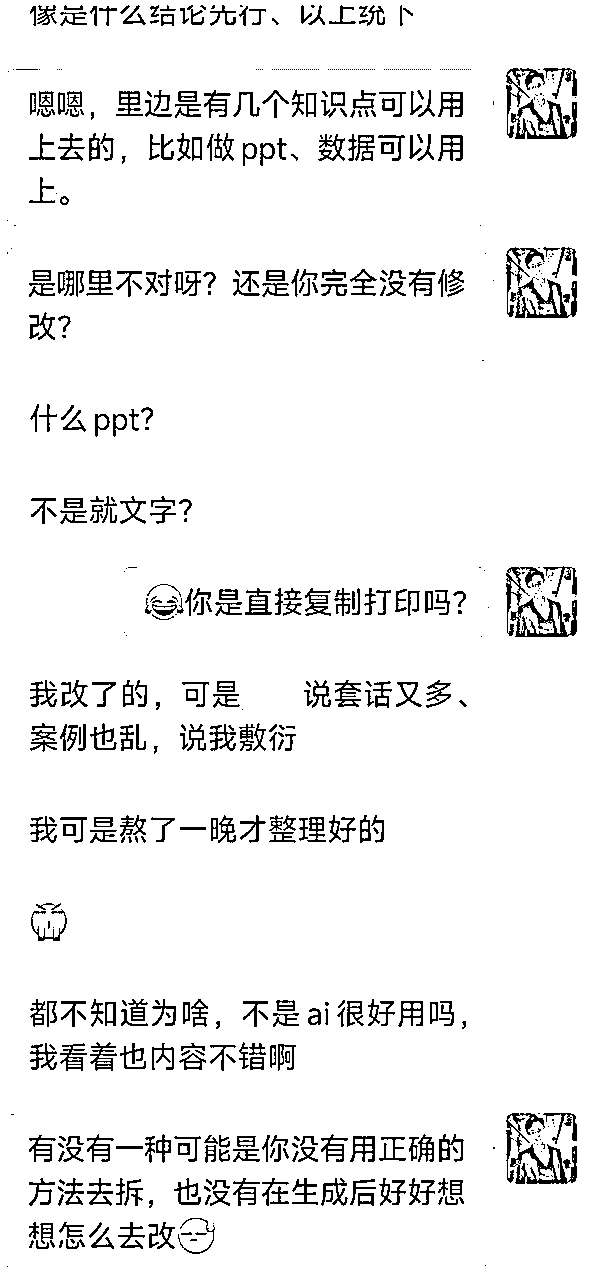 像是什么结论先行、以上统下
嗯嗯，里边是有几个知识点可以用
上去的，比如做ppt、数据可以用
上。
是哪里不对呀？还是你完全没有修
改？
什么ppt？
不是就文字？
😂你是直接复制打印吗？
我改了的，可是 说套话又多、
案例也乱，说我敷衍
我可是熬了一晚才整理好的
都不知道为啥，不是ai很好用吗，
我看着也内容不错啊
有没有一种可能是你没有用正确的
方法去拆，也没有在生成后好好想
想怎么去改